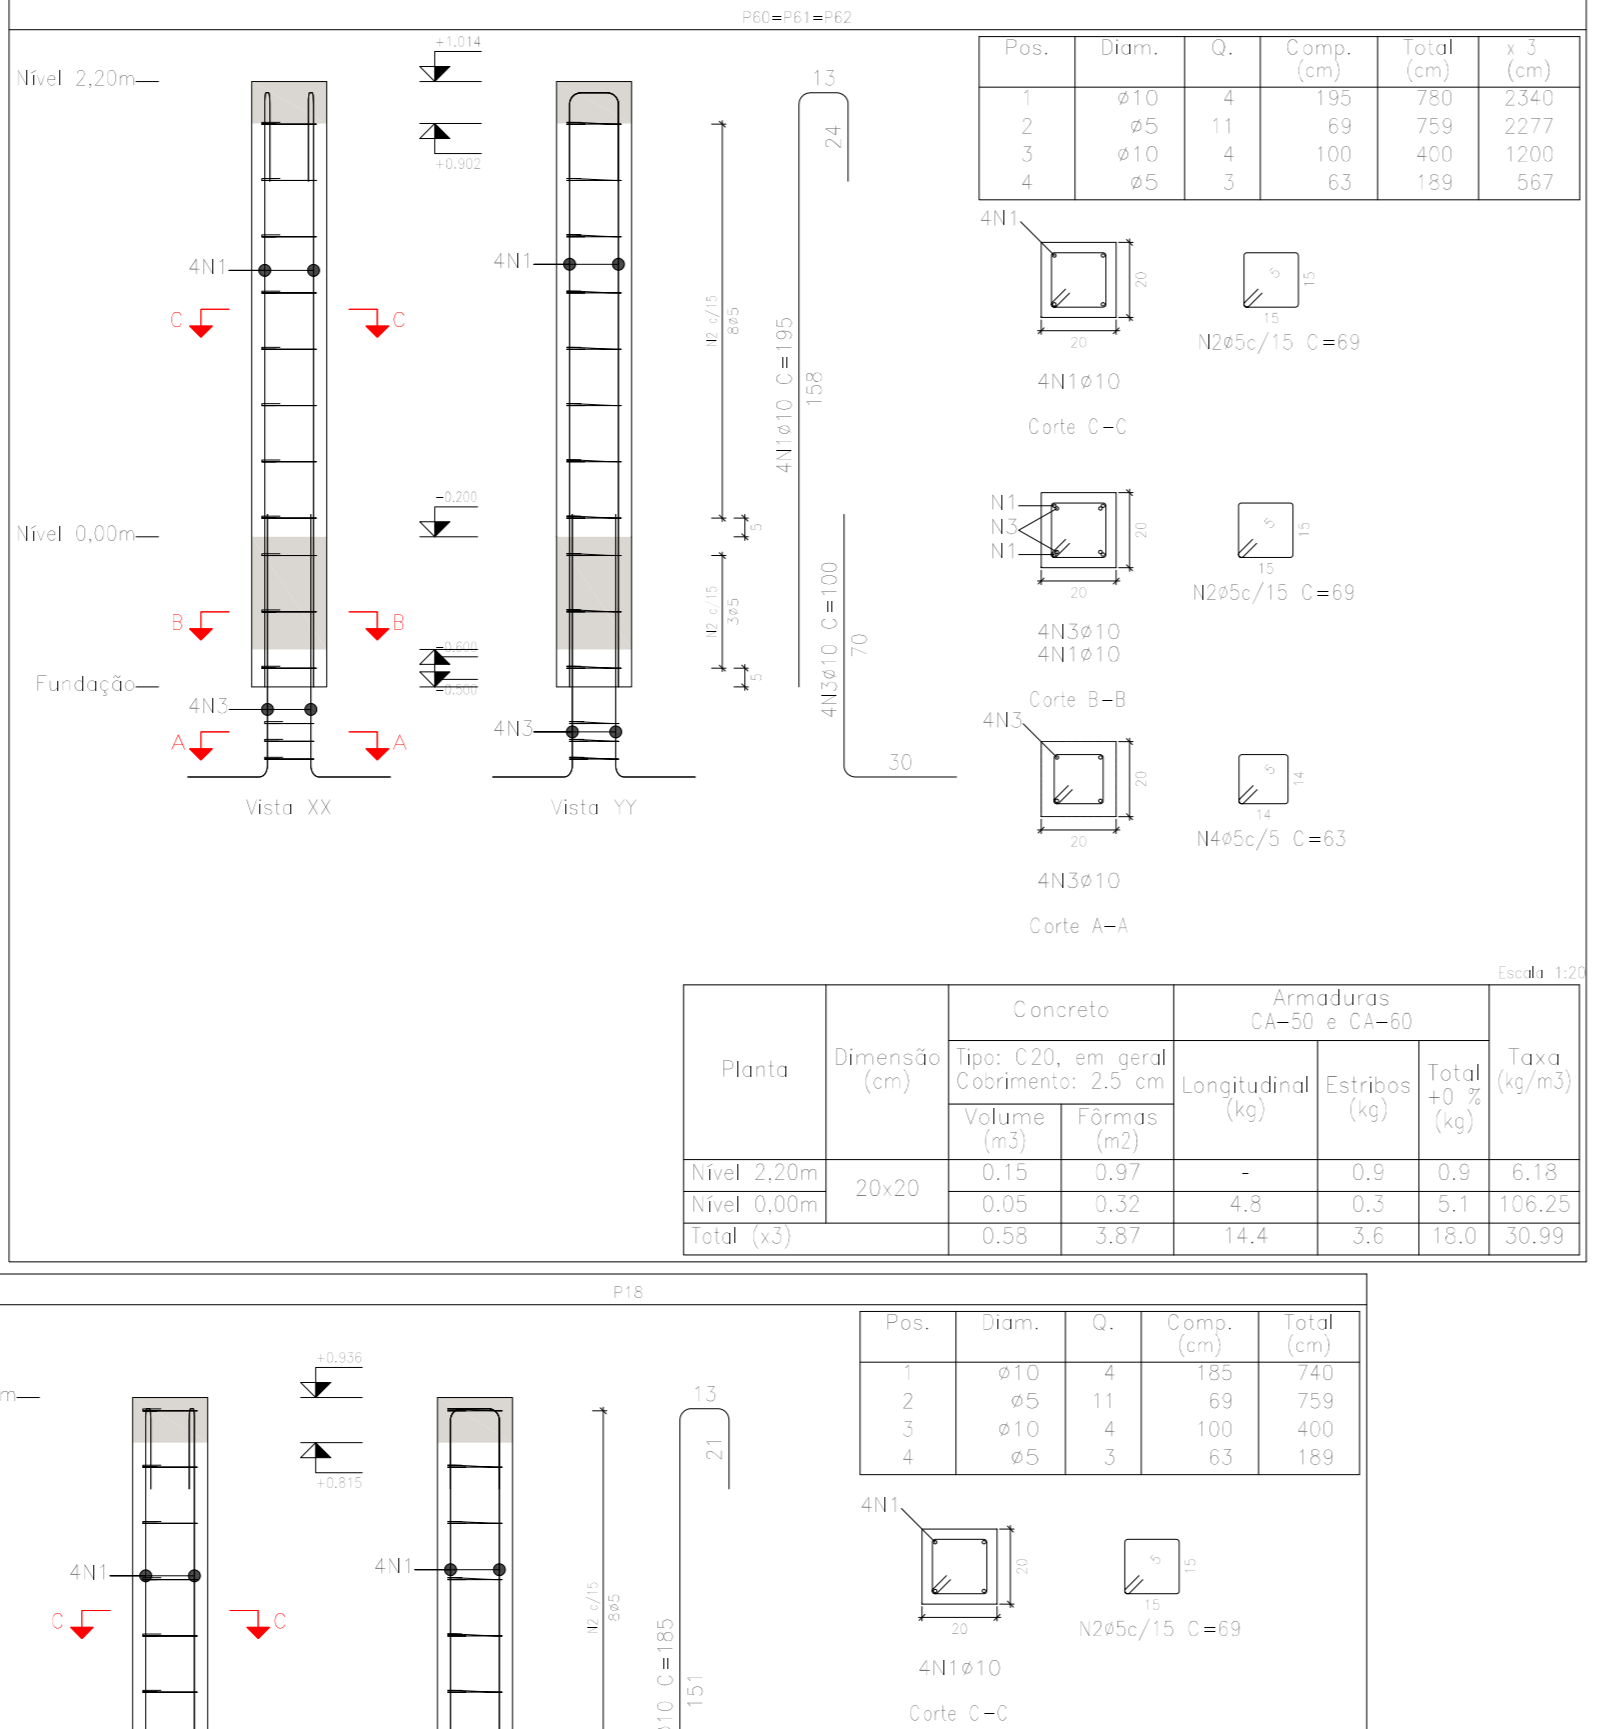 P60=P61=P62
Nível 2,20m
+1.014
+0.902
4N1
4N1
C C
N2 c/15
8ø5
13
24
4N1ø10 C=195
158
Nível 0,00m
-0.200
5
B B
N2 c/15
3ø5
-0.600
5
Fundação
4N3
4N3
A A
4N3ø10 C=100
70
30
Vista XX
Vista YY
Pos. Diam. Q. Comp. (cm) Total (cm) x 3 (cm)
1 ø10 4 195 780 2340
2 ø5 11 69 759 2277
3 ø10 4 100 400 1200
4 ø5 3 63 189 567
4N1
20
20
5
15
15
N2ø5c/15 C=69
4N1ø10
Corte C-C
N1
N3
N1
20
20
5
15
15
N2ø5c/15 C=69
4N3ø10
4N1ø10
Corte B-B
4N3
20
20
5
14
14
N4ø5c/5 C=63
4N3ø10
Corte A-A
Escala 1:20
Planta
Dimensão
(cm)
Concreto
Tipo: C20, em geral
Cobrimento: 2.5 cm
Volume
(m3)
Fôrmas
(m2)
Armaduras
CA-50 e CA-60
Longitudinal
(kg)
Estribos
(kg)
Total
+0 %
(kg)
Taxa
(kg/m3)
Nível 2,20m 20x20 0.15 0.97 - 0.9 0.9 6.18
Nível 0,00m 0.05 0.32 4.8 0.3 5.1 106.25
Total (x3) 0.58 3.87 14.4 3.6 18.0 30.99
P18
m
+0.936
+0.815
4N1
4N1
C C
N2 c/15
8ø5
13
21
ø10 C=185
151
Pos. Diam. Q. Comp. (cm) Total (cm)
1 ø10 4 185 740
2 ø5 11 69 759
3 ø10 4 100 400
4 ø5 3 63 189
4N1
20
20
5
15
15
N2ø5c/15 C=69
4N1ø10
Corte C-C